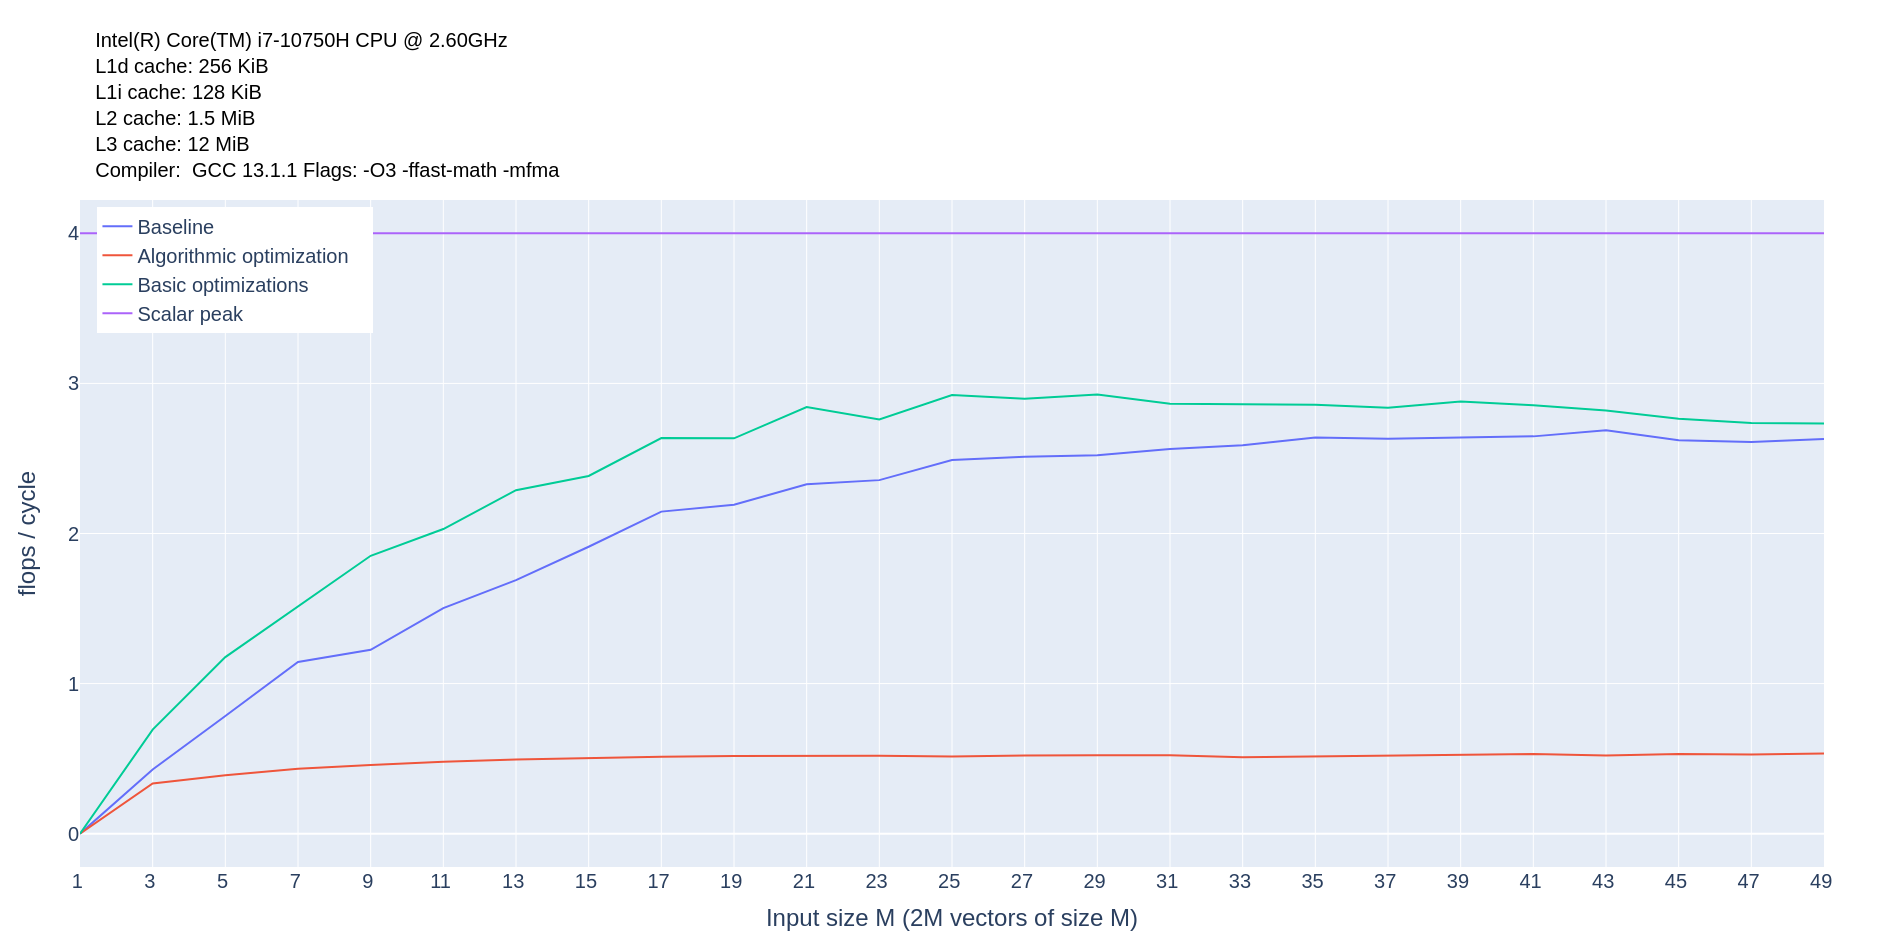 Intel(R) Core(TM) i7-10750H CPU @ 2.60GHz
L1d cache: 256 KiB
L1i cache: 128 KiB
L2 cache: 1.5 MiB
L3 cache: 12 MiB
Compiler:  GCC 13.1.1 Flags: -O3 -ffast-math -mfma
Baseline
Algorithmic optimization
Basic optimizations
Scalar peak
4
3
2
1
0
flops / cycle
1 3 5 7 9 11 13 15 17 19 21 23 25 27 29 31 33 35 37 39 41 43 45 47 49
Input size M (2M vectors of size M)